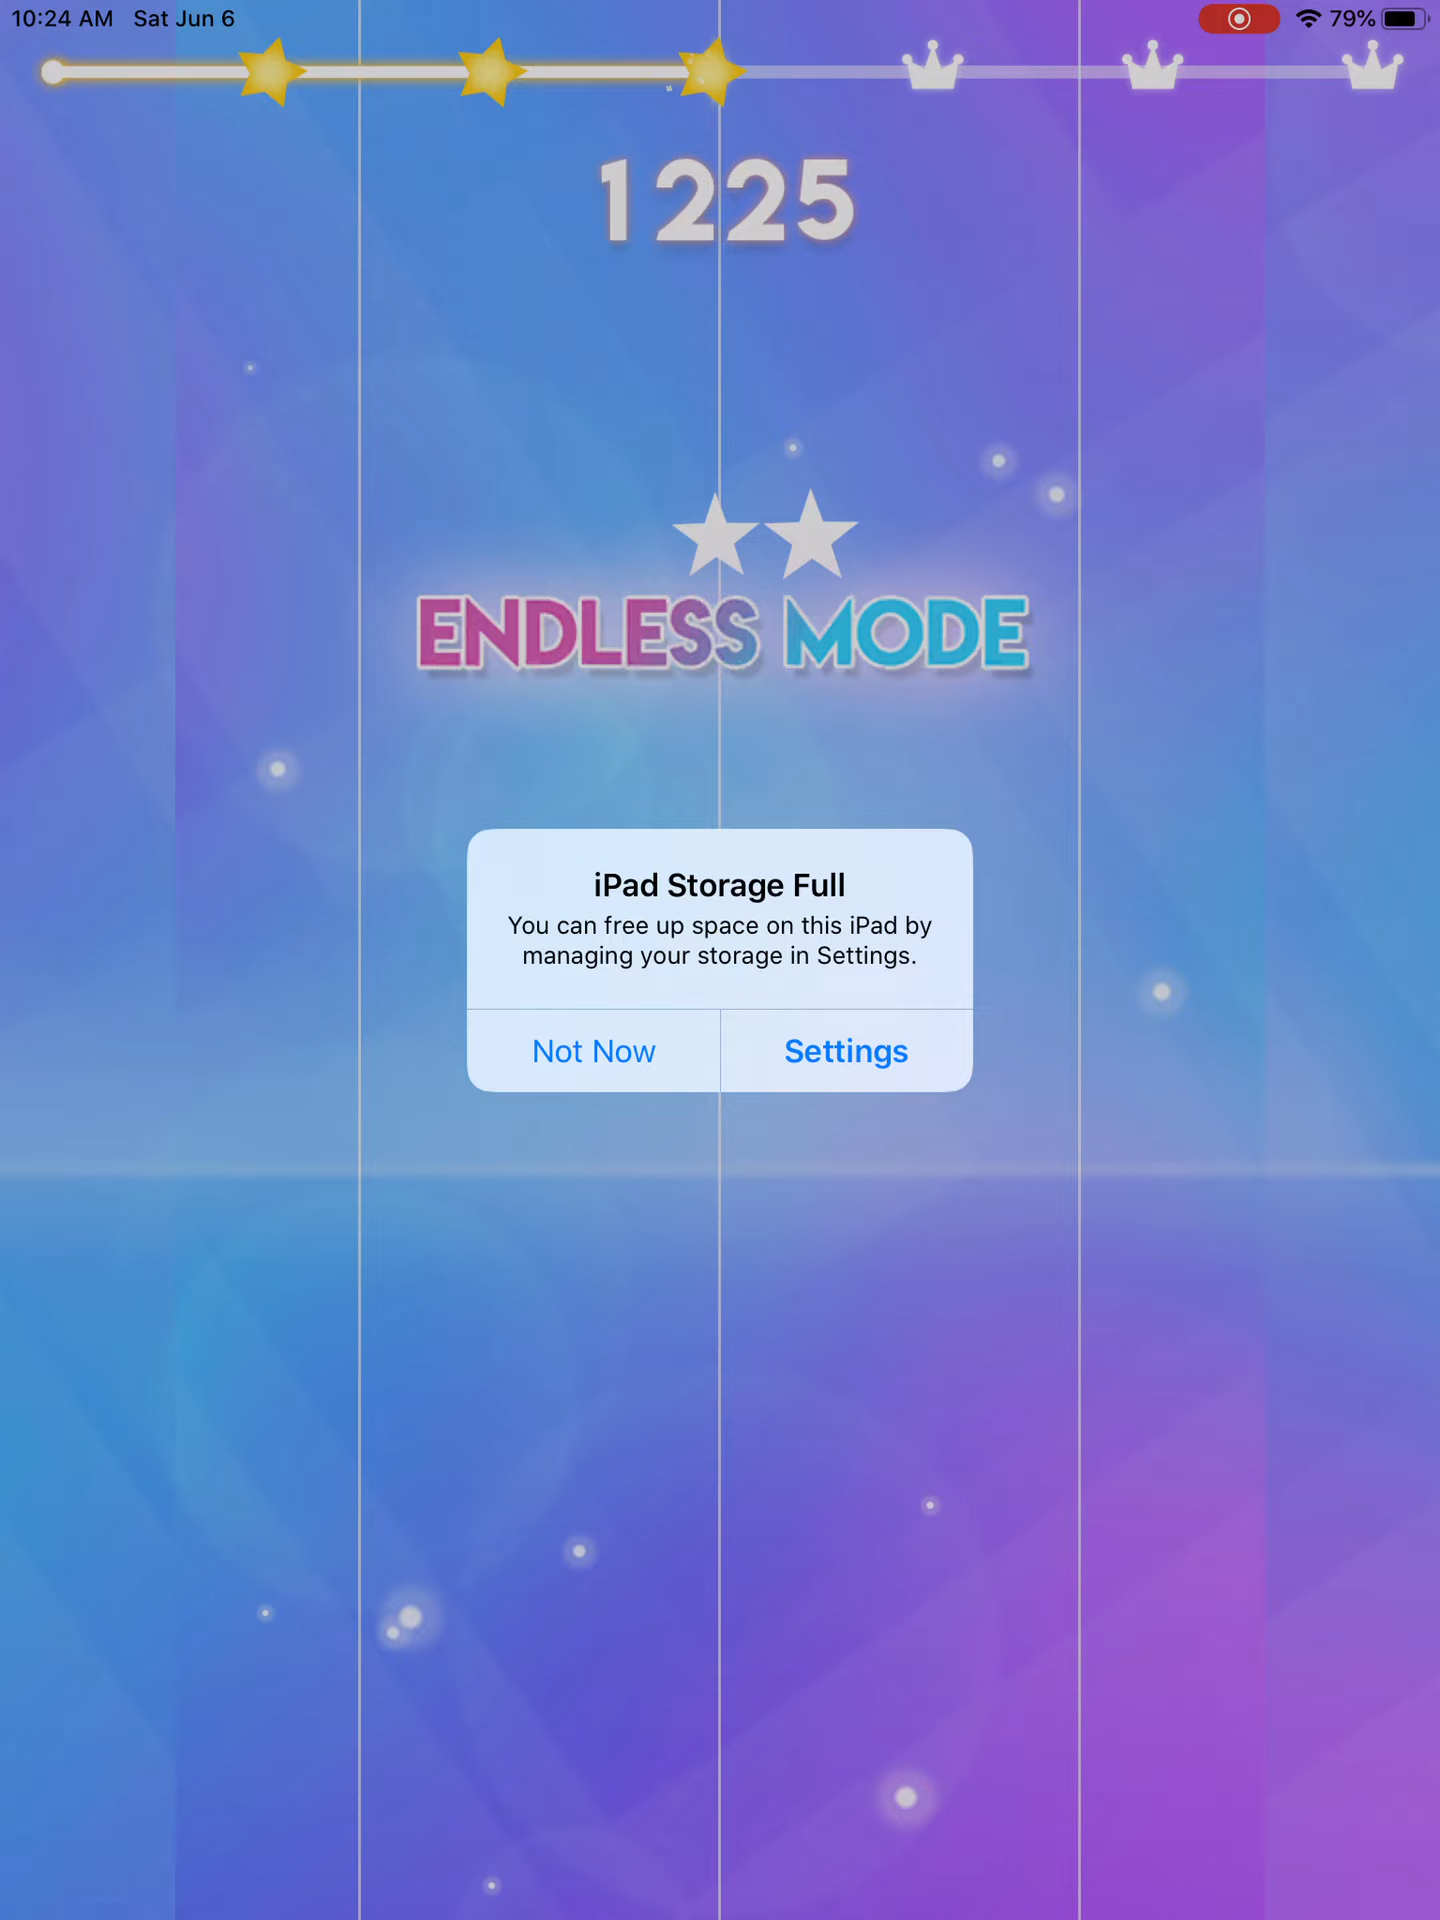 10:24 AM Sat Jun 6
79%
1225
ENDLESS MODE
iPad Storage Full
You can free up space on this iPad by
managing your storage in Settings.
Not Now
Settings